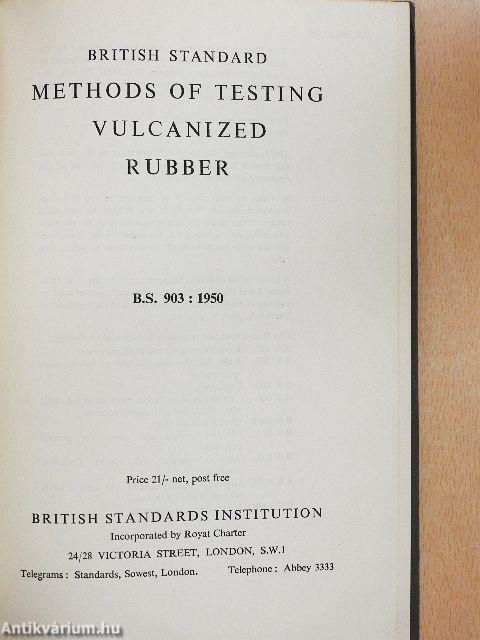 BRITISH STANDARD
METHODS OF TESTING
VULCANIZED
RUBBER
B.S. 903 : 1950
Price 21/- net, post free
BRITISH STANDARDS INSTITUTION
Incorporated by Royal Charter
24/28 VICTORIA STREET, LONDON, S.W.1
Telegrams: Standards, Sowest, London. Telephone: Abbey 3333
Antikvárium.hu